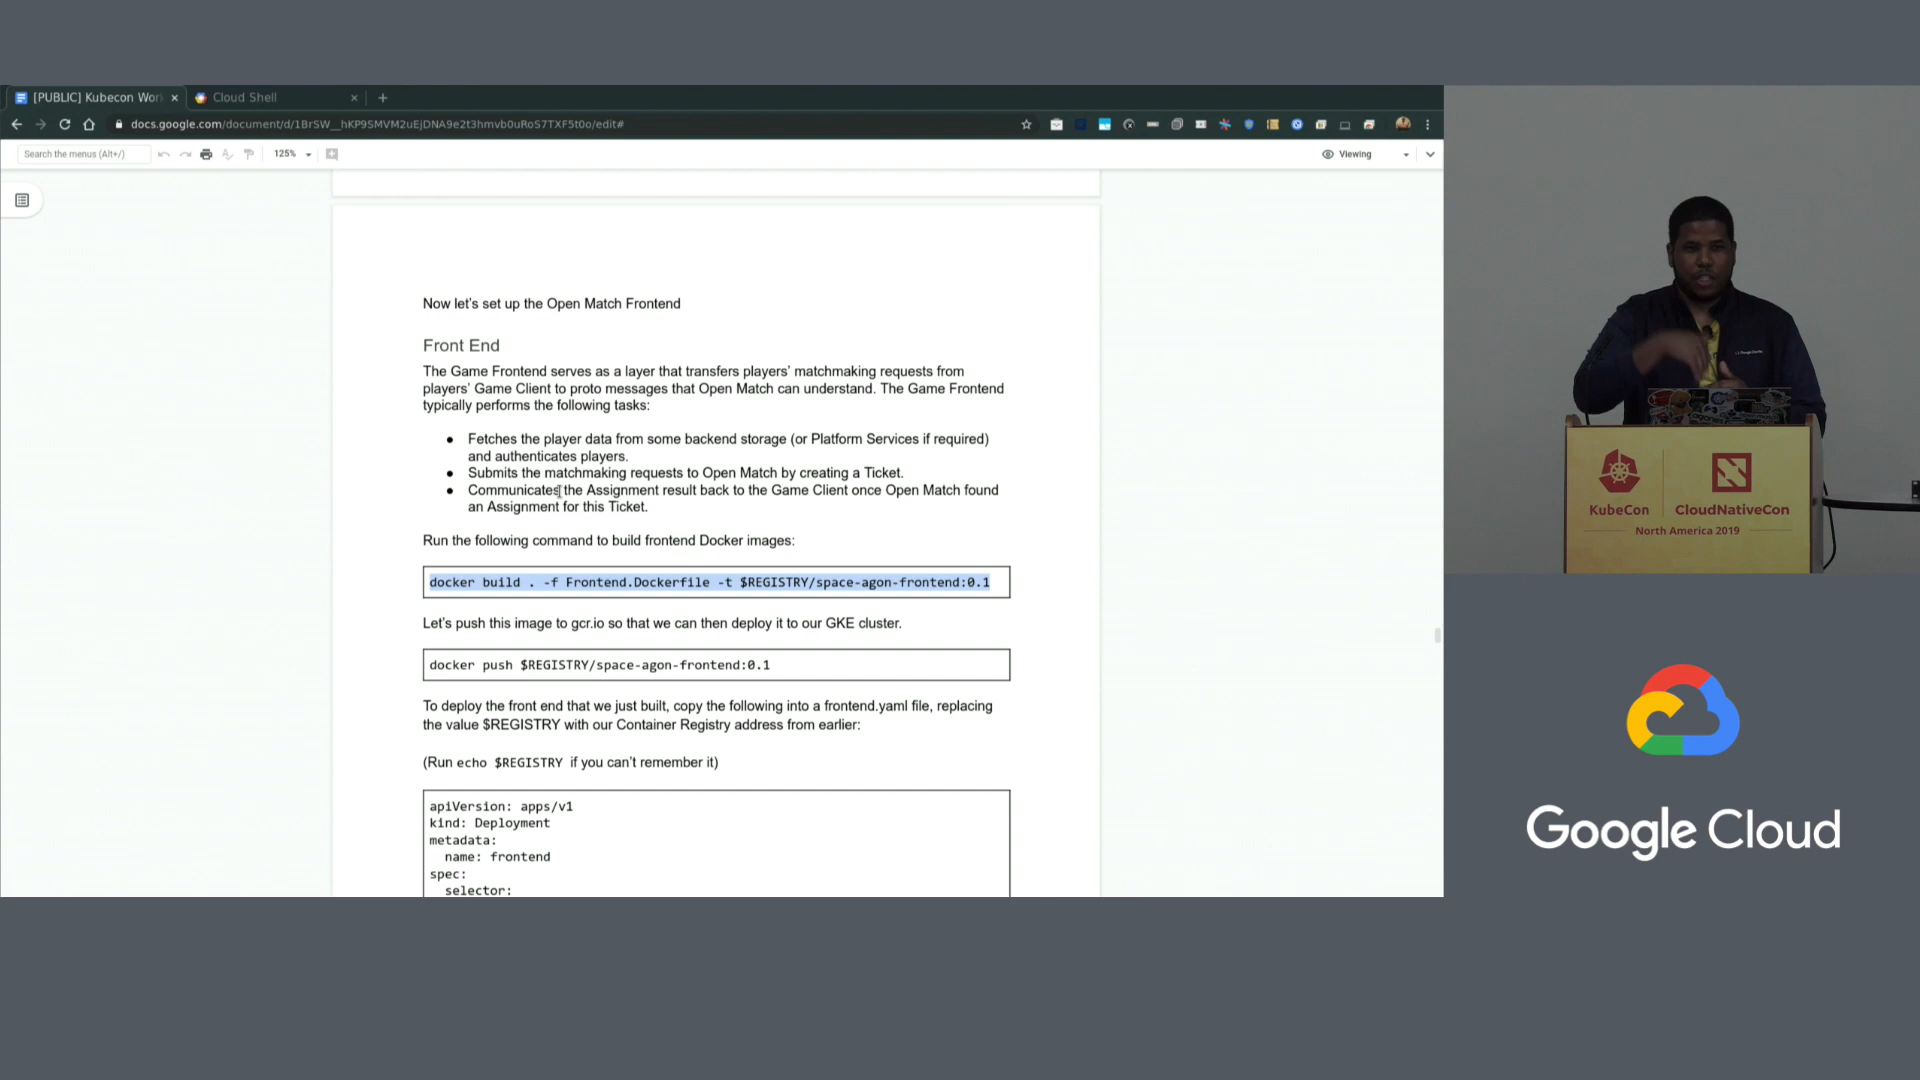 [PUBLIC] Kubecon Wor
Cloud Shell
docs.google.com/document/d/1BrSW__hKP9SMVM2uEjDNA9e2t3hmvb0uRoS7TXF5t0o/edit#
Search the menus (Alt+/)
125%
Viewing
Now let's set up the Open Match Frontend
Front End
The Game Frontend serves as a layer that transfers players' matchmaking requests from
players' Game Client to proto messages that Open Match can understand. The Game Frontend
typically performs the following tasks:
● Fetches the player data from some backend storage (or Platform Services if required)
and authenticates players.
● Submits the matchmaking requests to Open Match by creating a Ticket.
● Communicates the Assignment result back to the Game Client once Open Match found
an Assignment for this Ticket.
Run the following command to build frontend Docker images:
docker build . -f Frontend.Dockerfile -t $REGISTRY/space-agon-frontend:0.1
Let's push this image to gcr.io so that we can then deploy it to our GKE cluster.
docker push $REGISTRY/space-agon-frontend:0.1
To deploy the front end that we just built, copy the following into a frontend.yaml file, replacing
the value $REGISTRY with our Container Registry address from earlier:
(Run echo $REGISTRY if you can't remember it)
apiVersion: apps/v1
kind: Deployment
metadata:
name: frontend
spec:
selector:
KubeCon
CloudNativeCon
North America 2019
Google Cloud